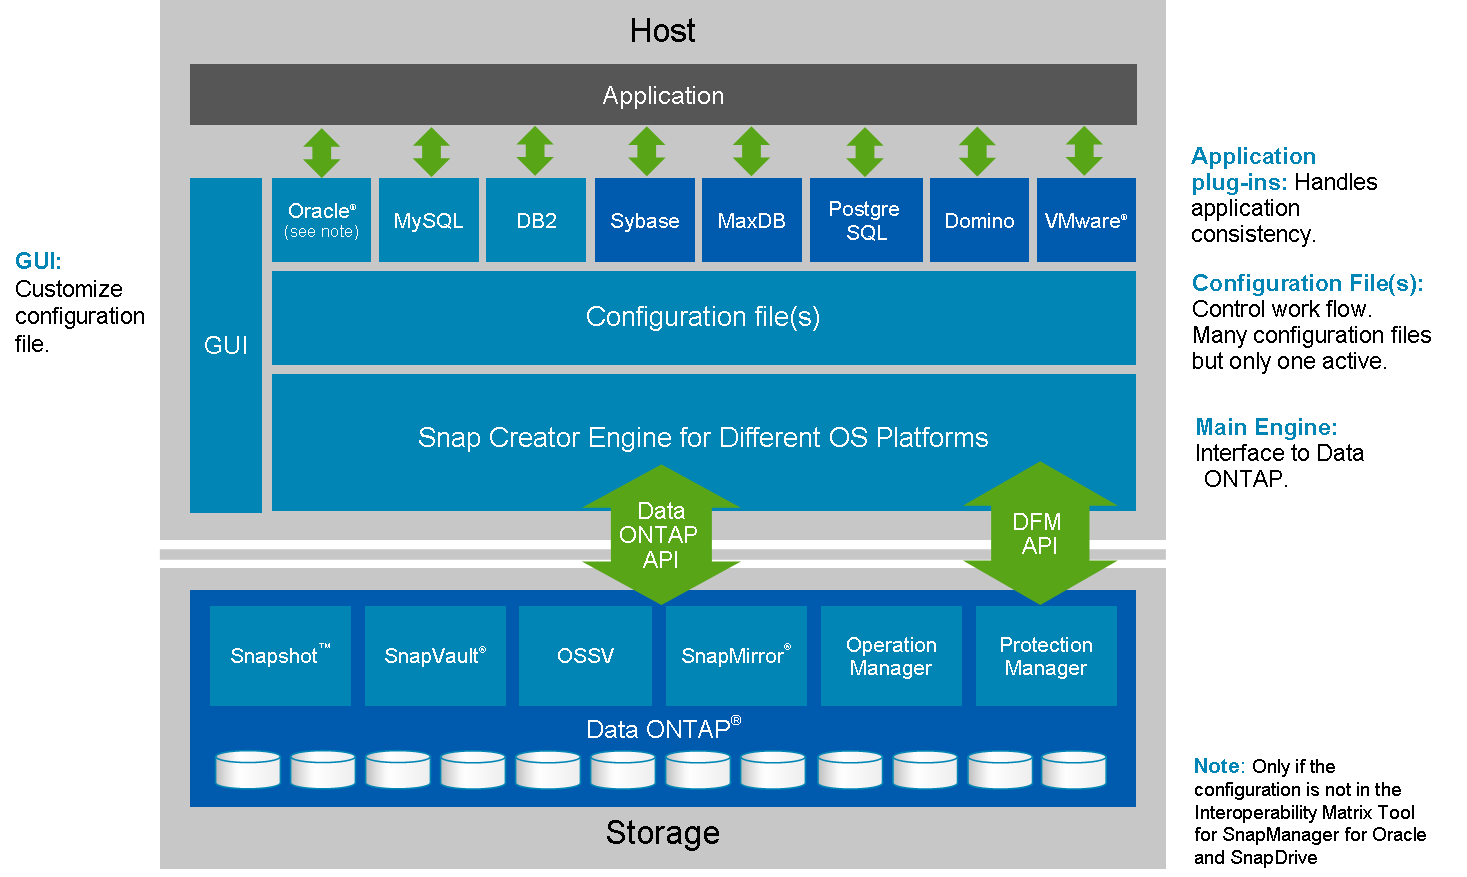 Host
Application
Oracle®
(see note)
MySQL
DB2
Sybase
MaxDB
Postgre
SQL
Domino
VMware®
GUI
Configuration file(s)
Snap Creator Engine for Different OS Platforms
Data
ONTAP
API
DFM
API
Snapshot™
SnapVault®
OSSV
SnapMirror®
Operation
Manager
Protection
Manager
Data ONTAP®
Storage
GUI:
Customize
configuration
file.
Application
plug-ins: Handles
application
consistency.
Configuration File(s):
Control work flow.
Many configuration files
but only one active.
Main Engine:
Interface to Data
ONTAP.
Note: Only if the
configuration is not in the
Interoperability Matrix Tool
for SnapManager for Oracle
and SnapDrive